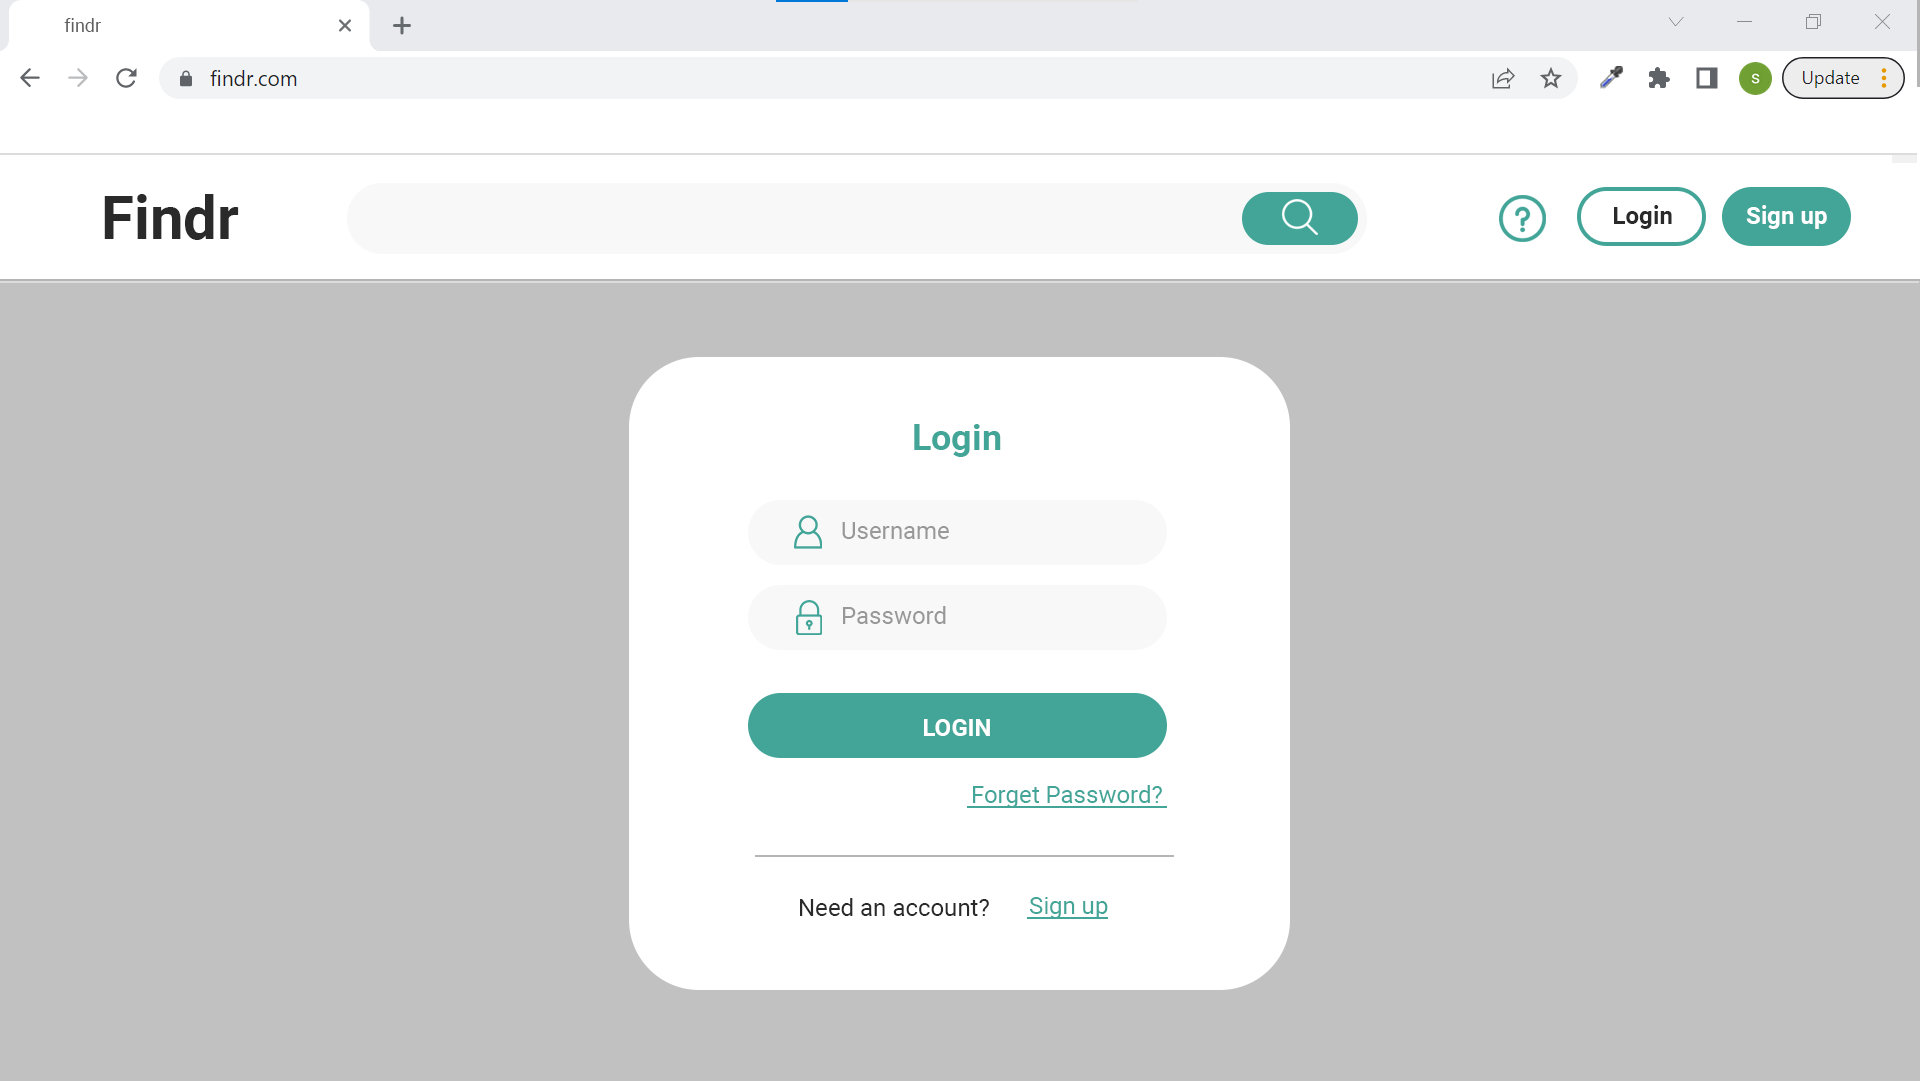 findr
findr.com
S
Update
Findr
?
Login
Sign up
Login
Username
Password
LOGIN
Forget Password?
Need an account? Sign up